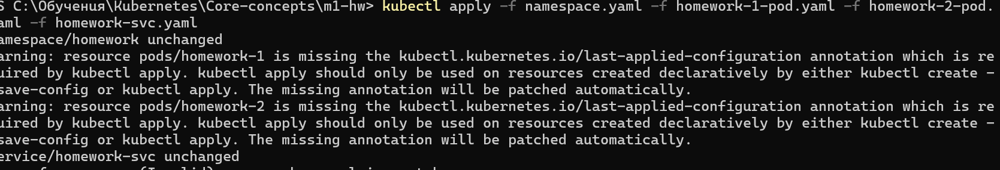 S C:\Обучения\Kubernetes\Core-concepts\m1-hw> kubectl apply -f namespace.yaml -f homework-1-pod.yaml -f homework-2-pod.
aml -f homework-svc.yaml
amespace/homework unchanged
arning: resource pods/homework-1 is missing the kubectl.kubernetes.io/last-applied-configuration annotation which is re
uired by kubectl apply. kubectl apply should only be used on resources created declaratively by either kubectl create -
save-config or kubectl apply. The missing annotation will be patched automatically.
arning: resource pods/homework-2 is missing the kubectl.kubernetes.io/last-applied-configuration annotation which is re
uired by kubectl apply. kubectl apply should only be used on resources created declaratively by either kubectl create -
save-config or kubectl apply. The missing annotation will be patched automatically.
ervice/homework-svc unchanged